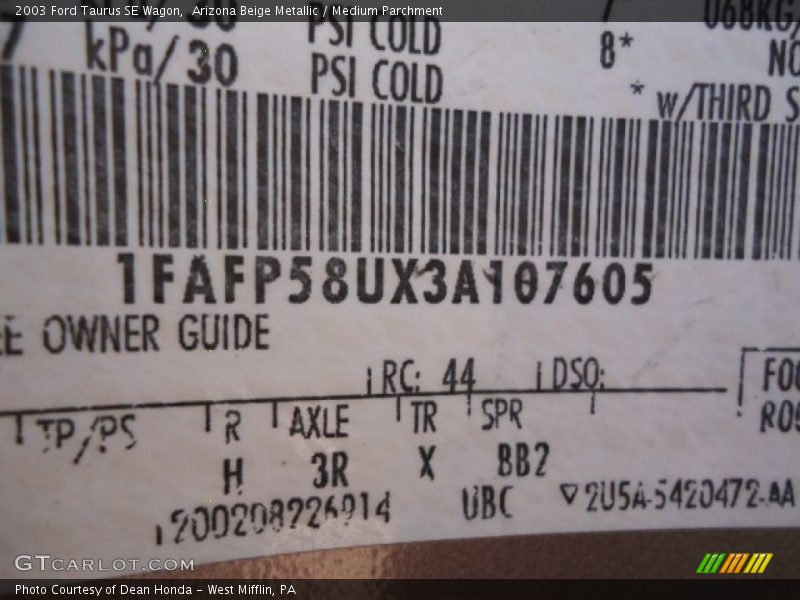 2003 Ford Taurus SE Wagon, Arizona Beige Metallic / Medium Parchment
PSI COLD
8*
kPa/30 PSI COLD
* w/THIRD S
1FAFP58UX3A107605
OWNER GUIDE
RC: 44 DSO:
TP/PS R AXLE TR SPR
H 3R X BB2
UBC ▽2U5A-5420472-AA
GTCARLOT.COM
Photo Courtesy of Dean Honda - West Mifflin, PA